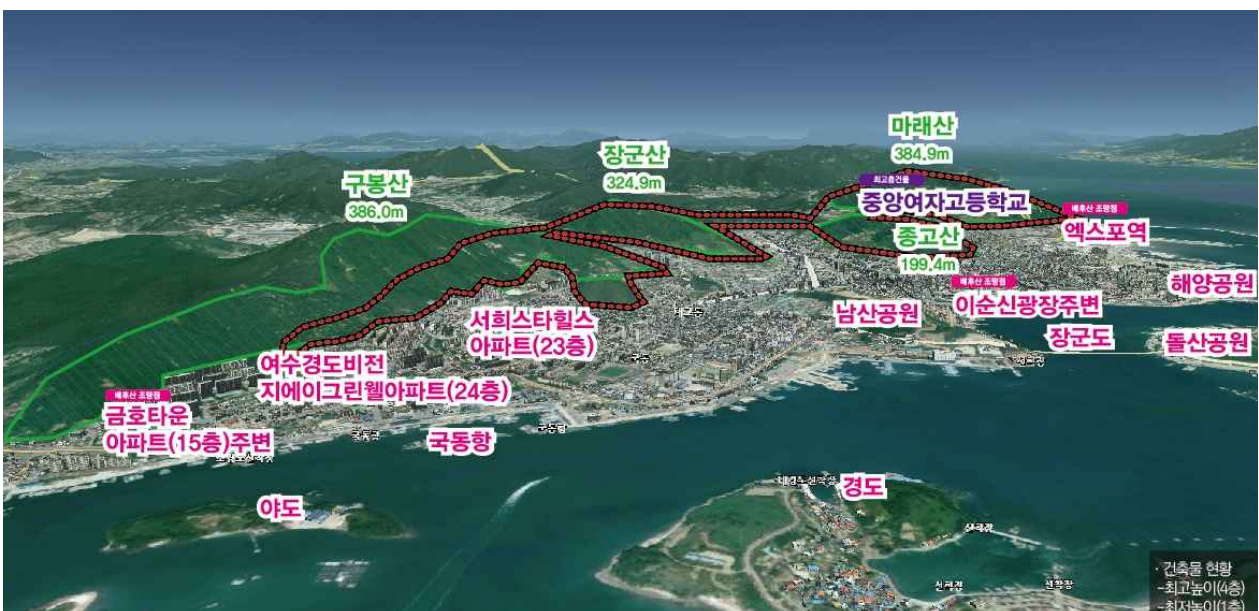 마래산
384.9m
장군산
324.9m
구봉산
386.0m
최고층건물
중앙여자고등학교
배후산 조망점
엑스포역
종고산
199.4m
배후산 조망점
이순신광장주변
해양공원
남산공원
장군도
돌산공원
서희스타힐스
아파트(23층)
여수경도비전
지에이그린웰아파트(24층)
배후산 조망점
금호타운
아파트(15층)주변
국동항
야도
경도
· 건축물 현황
-최고높이(4층)
-최저높이(1층)